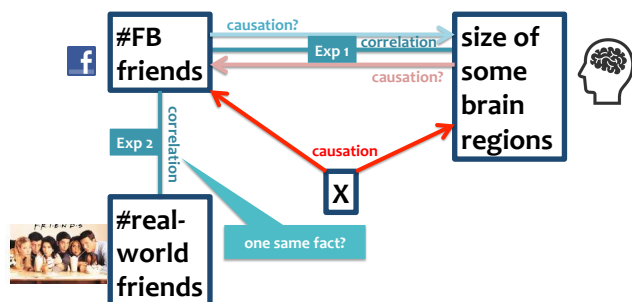 causation?
#FB
friends
Exp 1
correlation
causation?
size of
some
brain
regions
f
Exp 2
correlation
causation
X
one same fact?
F·R·I·E·N·D·S
#real-
world
friends